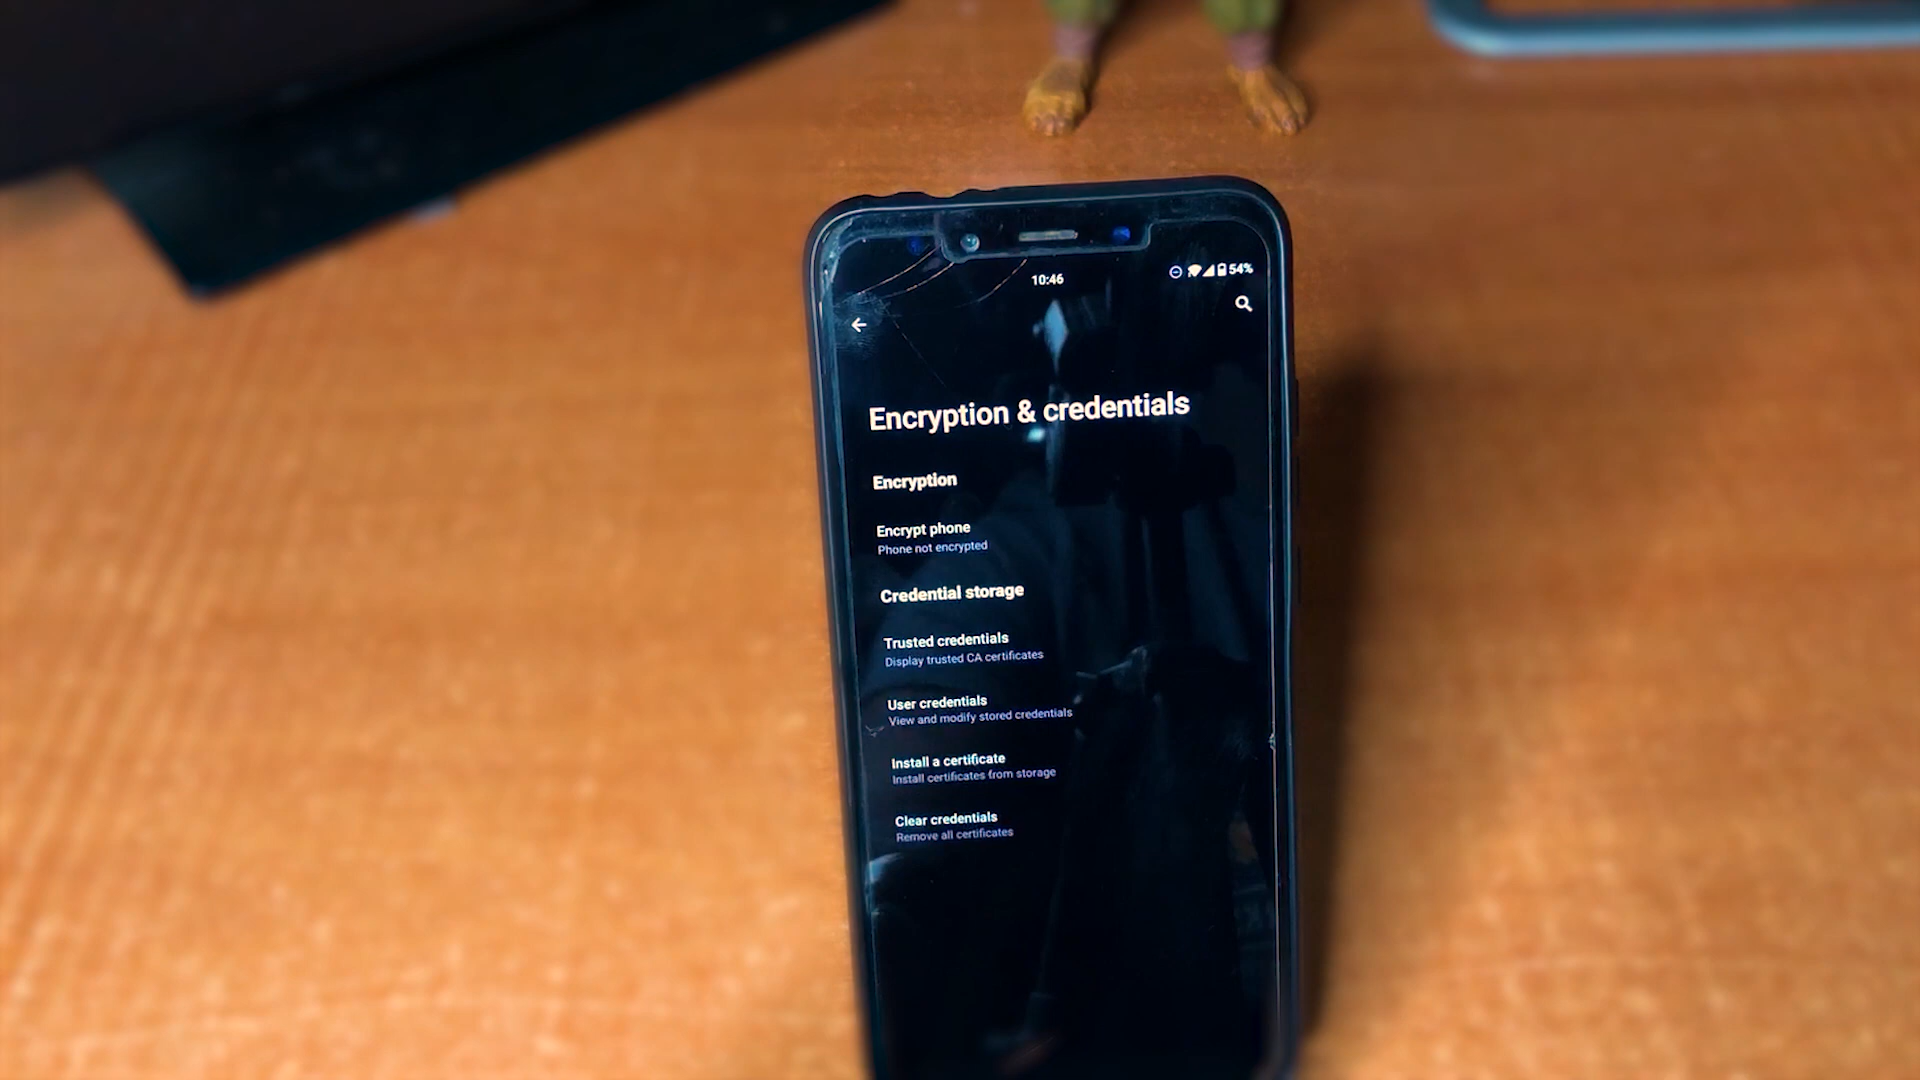 10:46
54%
Encryption & credentials
Encryption
Encrypt phone
Phone not encrypted
Credential storage
Trusted credentials
Display trusted CA certificates
User credentials
View and modify stored credentials
Install a certificate
Install certificates from storage
Clear credentials
Remove all certificates